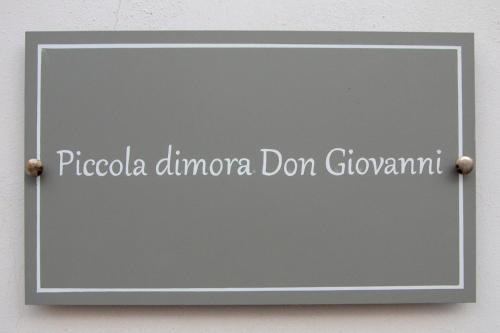 Piccola dimora Don Giovanni